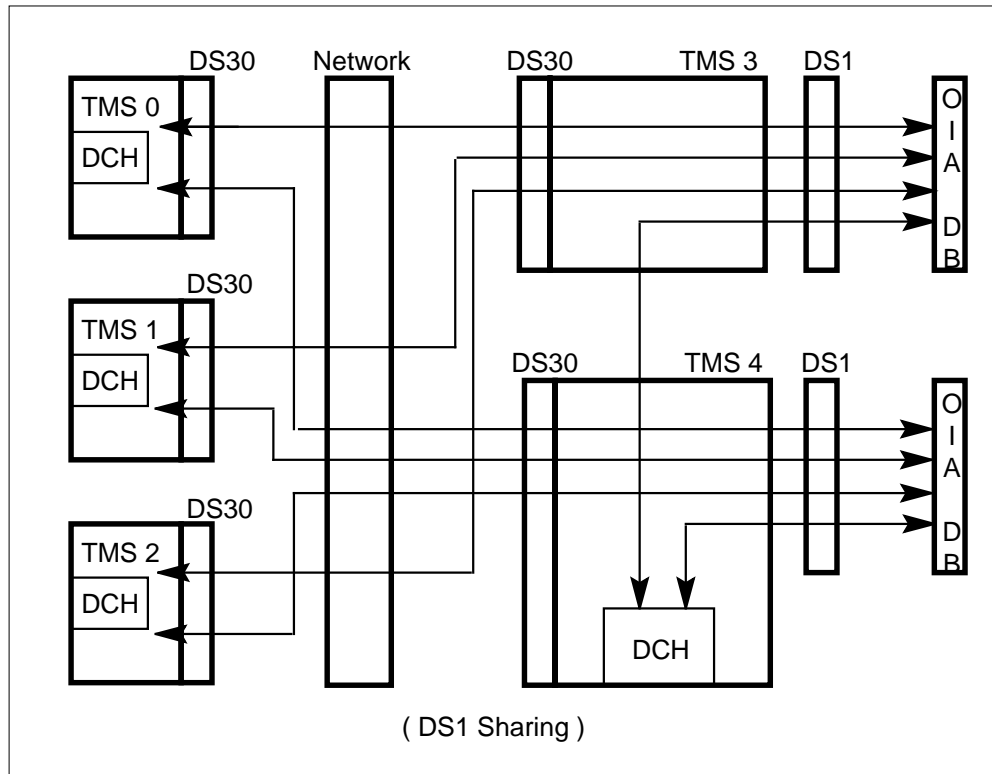 DS30
Network
DS30
TMS 3
DS1
TMS 0
DCH
O
I
A
D
B
DS30
TMS 1
DCH
DS30
TMS 4
DS1
O
I
A
D
B
DS30
TMS 2
DCH
DCH
( DS1 Sharing )